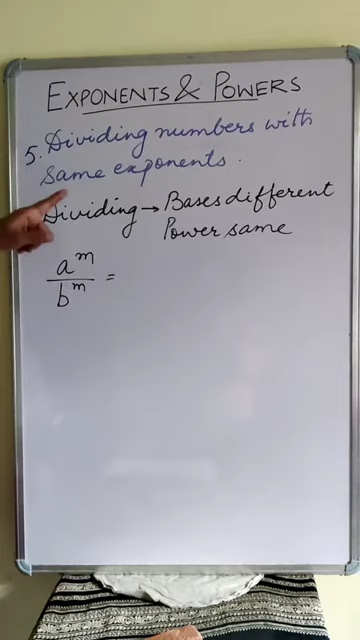 EXPONENTS & POWERS
5. Dividing numbers with
Same exponents.
Dividing → Bases different
Power same
a^m
b^m =